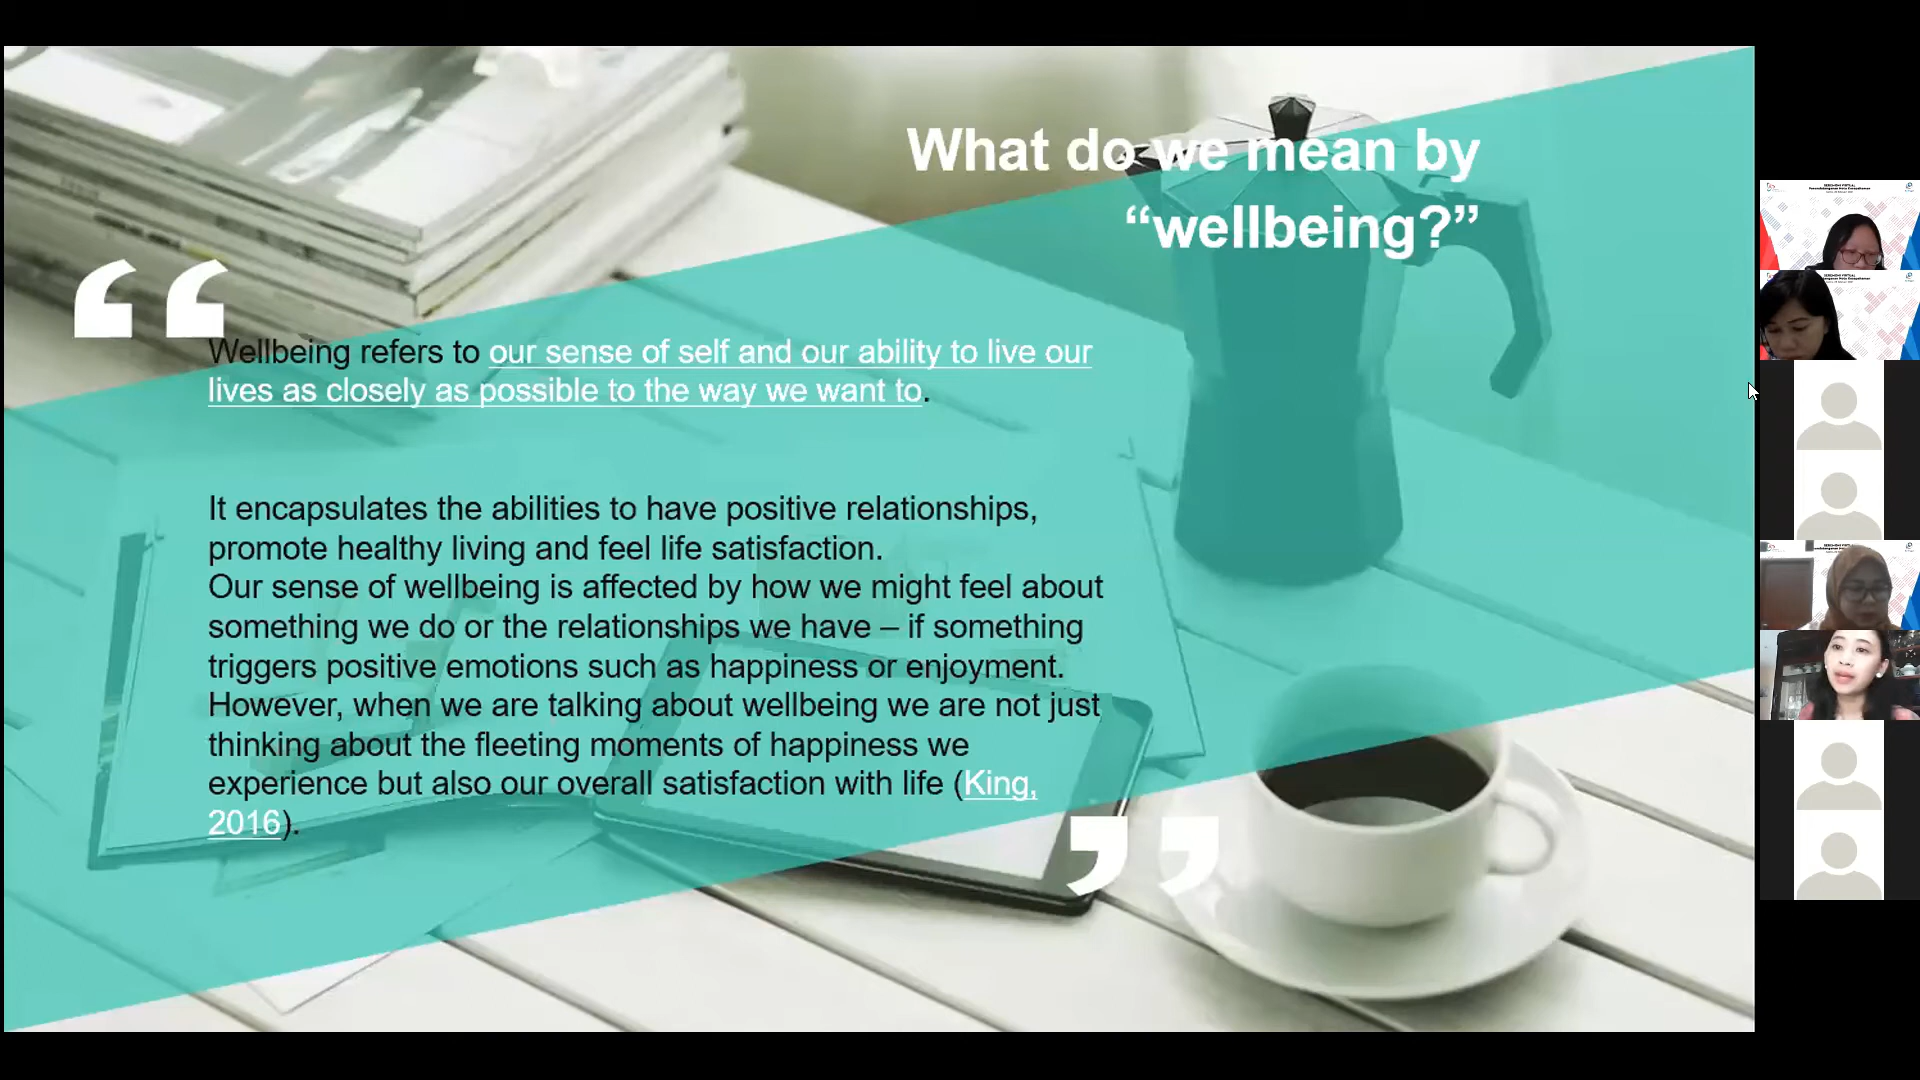 What do we mean by
“wellbeing?”
Wellbeing refers to our sense of self and our ability to live our
lives as closely as possible to the way we want to.
It encapsulates the abilities to have positive relationships,
promote healthy living and feel life satisfaction.
Our sense of wellbeing is affected by how we might feel about
something we do or the relationships we have – if something
triggers positive emotions such as happiness or enjoyment.
However, when we are talking about wellbeing we are not just
thinking about the fleeting moments of happiness we
experience but also our overall satisfaction with life (King,
2016).